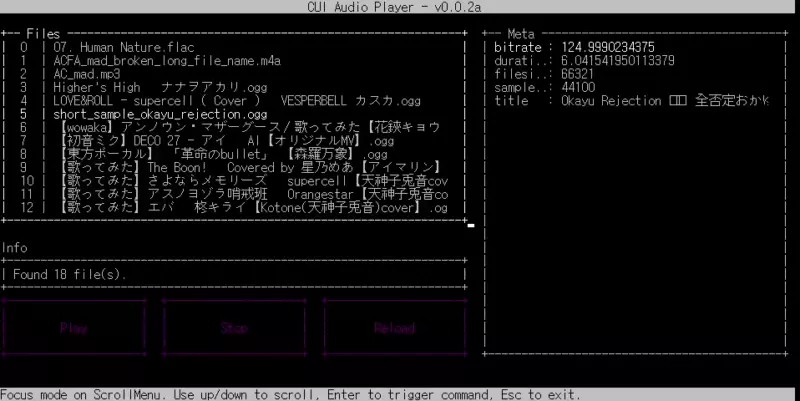 CUI Audio Player - v0.0.2a
Files
0 | 07. Human Nature.flac
1 | ACFA_mad_broken_long_file_name.m4a
2 | AC_mad.mp3
3 | Higher's High ナナヲアカリ.ogg
4 | LOVE&ROLL - supercell ( Cover ) VESPERBELL カスカ.ogg
5 | short_sample_okayu_rejection.ogg
6 | 【wowaka】アンノウン・マザーグース/歌ってみた【花鋏キョウ
7 | 【初音ミク】DECO 27 - アイ AI【オリジナルMV】.ogg
8 | 【東方ボーカル】 「革命のbullet」 【森羅万象】.ogg
9 | 【歌ってみた】The Boon! Covered by 星乃めあ【アイマリン】
10 | 【歌ってみた】さよならメモリーズ supercell【天神子兎音cov
11 | 【歌ってみた】アスノヨゾラ哨戒班 Orangestar【天神子兎音co
12 | 【歌ってみた】エバ 柊キライ【Kotone(天神子兎音)cover】.og
Meta
bitrate : 124.9990234375
durati..: 6.041541950113379
filesi..: 66321
sample..: 44100
title : Okayu Rejection 全否定おかゆ
Info
Found 18 file(s).
Play
Stop
Reload
Focus mode on ScrollMenu. Use up/down to scroll, Enter to trigger command, Esc to exit.